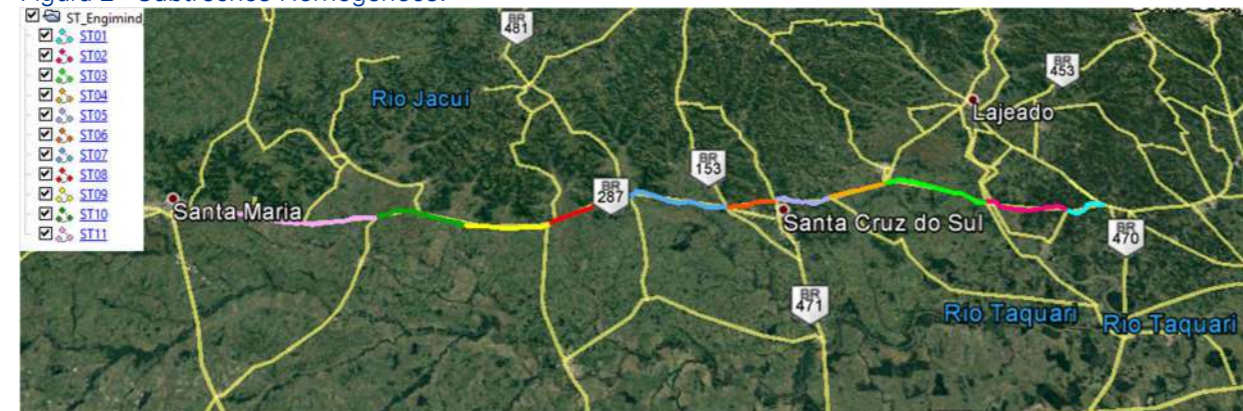 Figura 2 - Subtrechos Homogêneos.
ST_Engimind
ST01
ST02
ST03
ST04
ST05
ST06
ST07
ST08
ST09
ST10
ST11
BR
481
BR
453
Rio Jacuí
Lajeado
BR
153
BR
287
Santa Maria
Santa Cruz do Sul
BR
470
BR
471
Rio Taquari
Rio Taquari